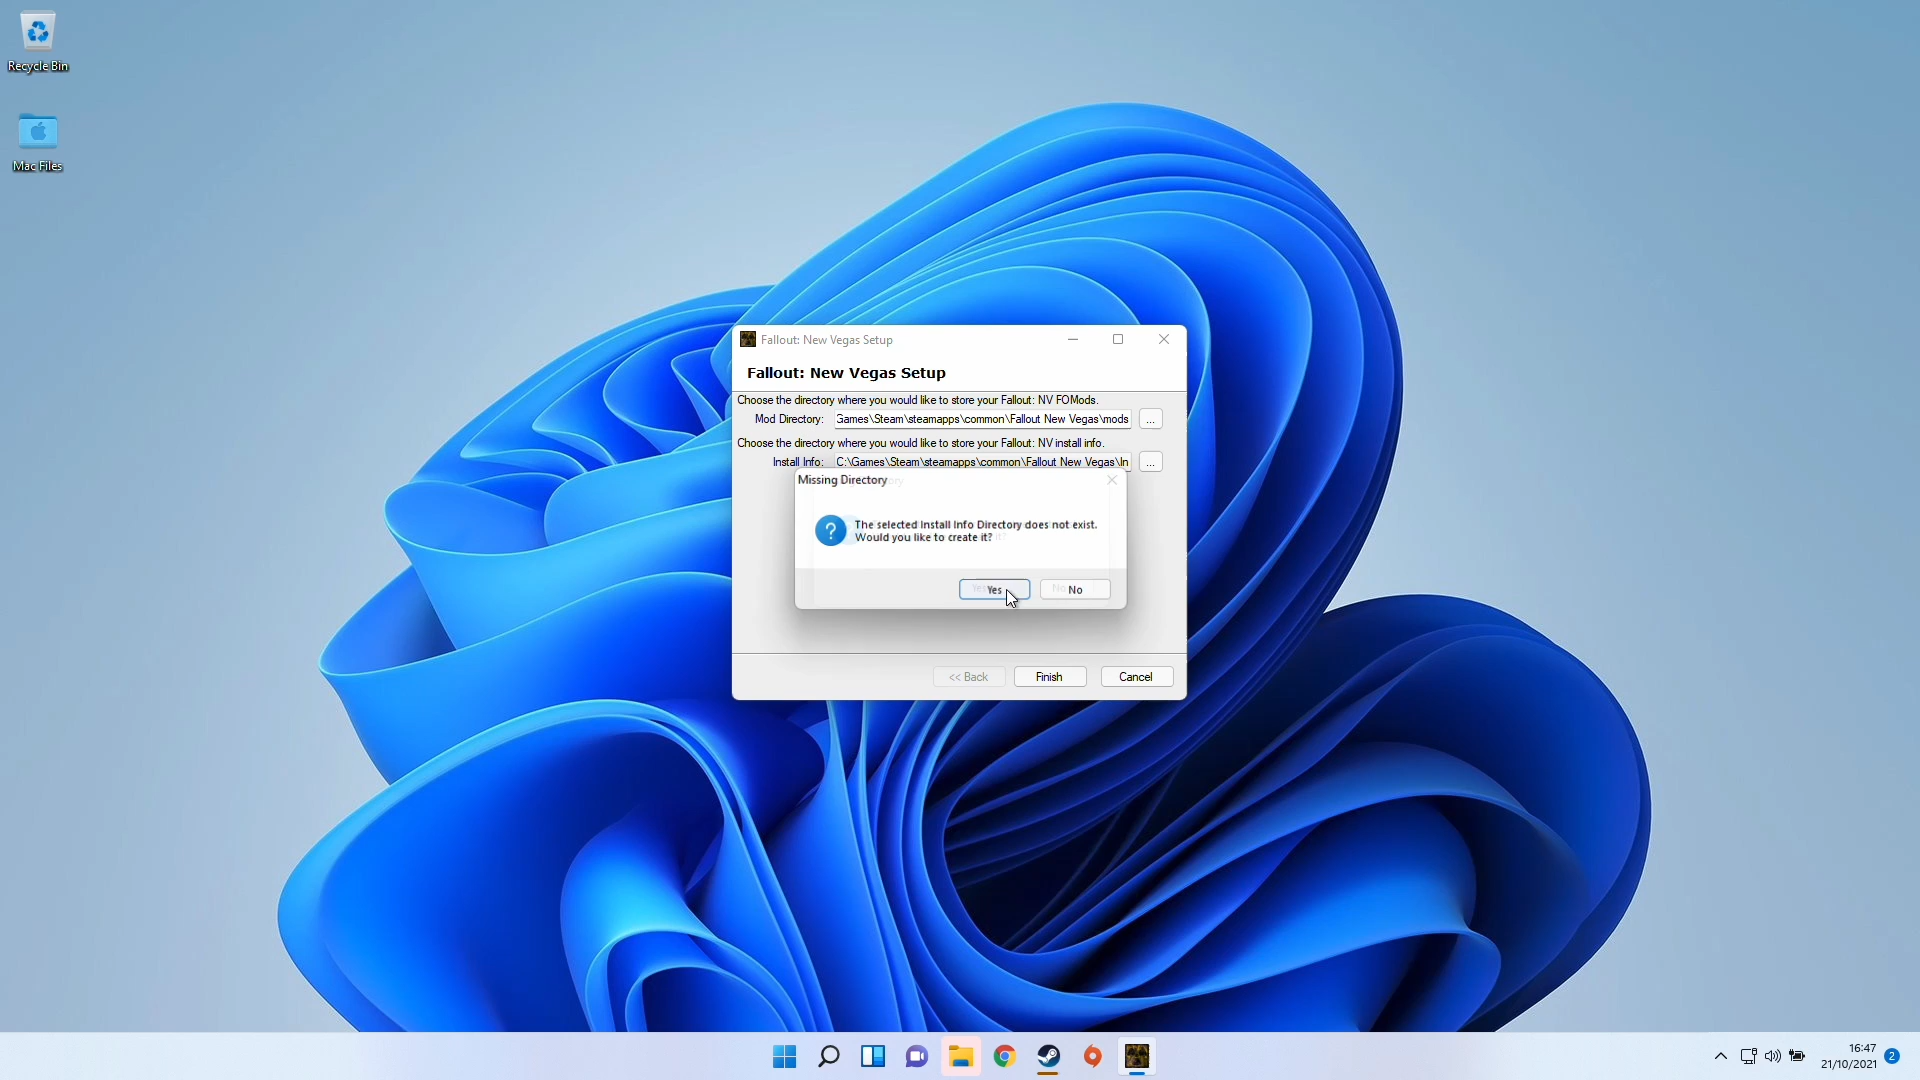 Recycle Bin
Mac Files
Fallout: New Vegas Setup
Fallout: New Vegas Setup
Choose the directory where you would like to store your Fallout: NV FOMods.
Mod Directory: Games\Steam\steamapps\common\Fallout New Vegas\mods ...
Choose the directory where you would like to store your Fallout: NV install info.
Install Info: C:\Games\Steam\steamapps\common\Fallout New Vegas\In ...
Missing Directory
The selected Install Info Directory does not exist.
Would you like to create it?
Yes No
<< Back Finish Cancel
16:47
21/10/2021 2